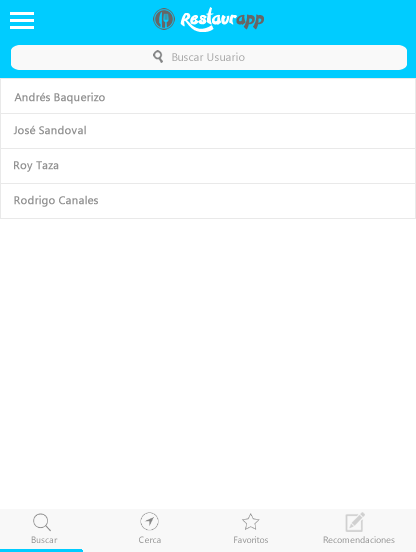 Restaurapp
Buscar Usuario
Andrés Baquerizo
José Sandoval
Roy Taza
Rodrigo Canales
Buscar
Cerca
Favoritos
Recomendaciones